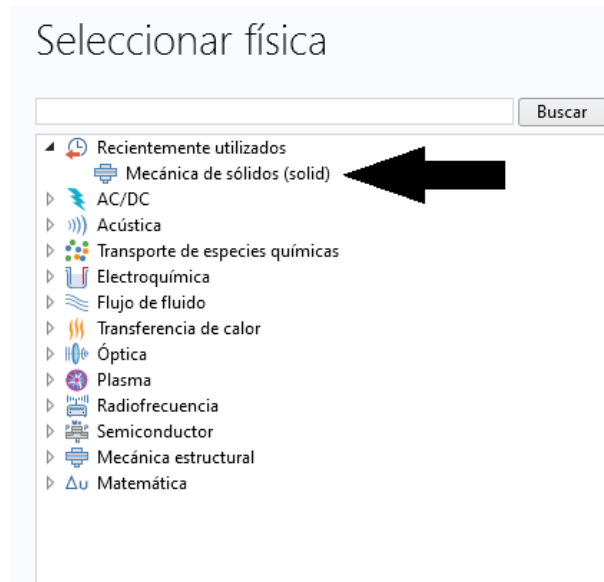 Seleccionar física
Buscar
Recientemente utilizados
Mecánica de sólidos (solid)
AC/DC
Acústica
Transporte de especies químicas
Electroquímica
Flujo de fluido
Transferencia de calor
Óptica
Plasma
Radiofrecuencia
Semiconductor
Mecánica estructural
Δu Matemática